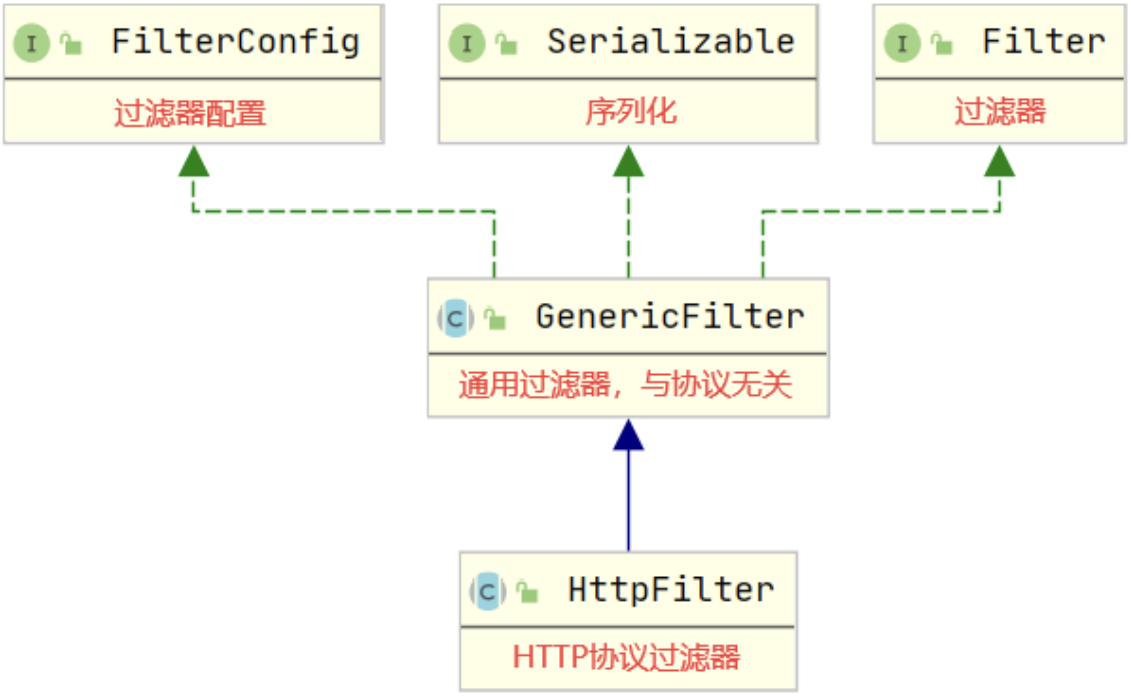 I FilterConfig
过滤器配置
I Serializable
序列化
I Filter
过滤器
C GenericFilter
通用过滤器，与协议无关
C HttpFilter
HTTP协议过滤器